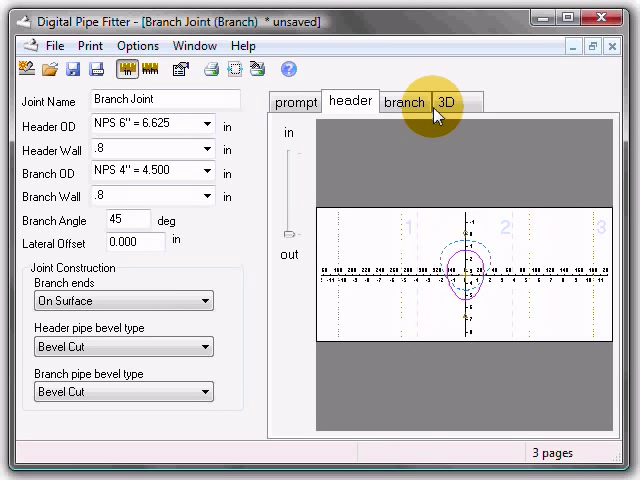 Digital Pipe Fitter - [Branch Joint (Branch) * unsaved]
File Print Options Window Help
Joint Name Branch Joint
Header OD NPS 6" = 6.625 in
Header Wall .8 in
Branch OD NPS 4" = 4.500 in
Branch Wall .8 in
Branch Angle 45 deg
Lateral Offset 0.000 in
Joint Construction
Branch ends
On Surface
Header pipe bevel type
Bevel Cut
Branch pipe bevel type
Bevel Cut
prompt header branch 3D
in
out
1 2 3
3 pages